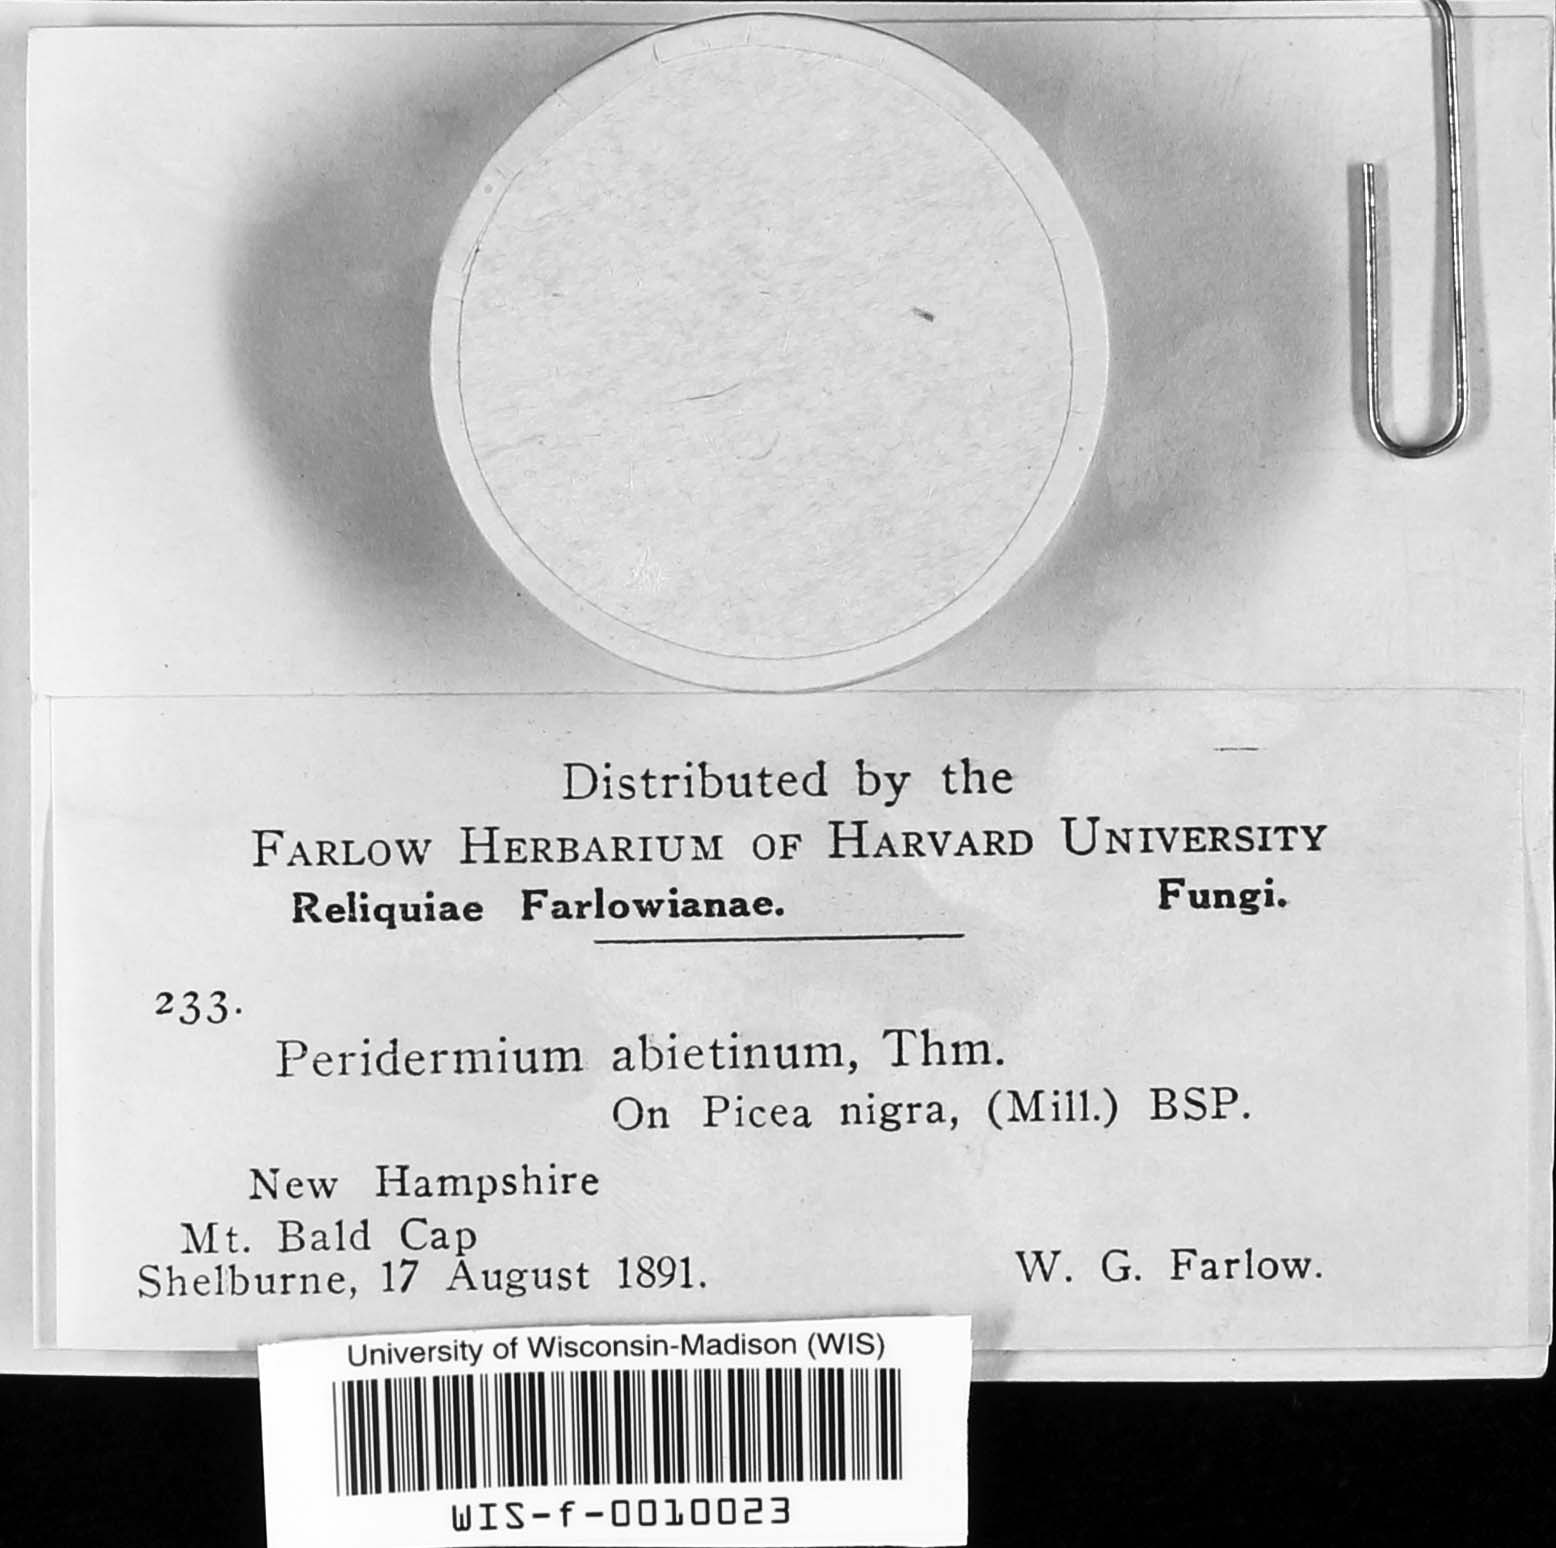 Distributed by the
FARLOW HERBARIUM OF HARVARD UNIVERSITY
Reliquiae Farlowianae. Fungi.
233.
Peridermium abietinum, Thm.
On Picea nigra, (Mill.) BSP.
New Hampshire
Mt. Bald Cap
Shelburne, 17 August 1891. W. G. Farlow.
University of Wisconsin-Madison (WIS)
WIS-f-0010023